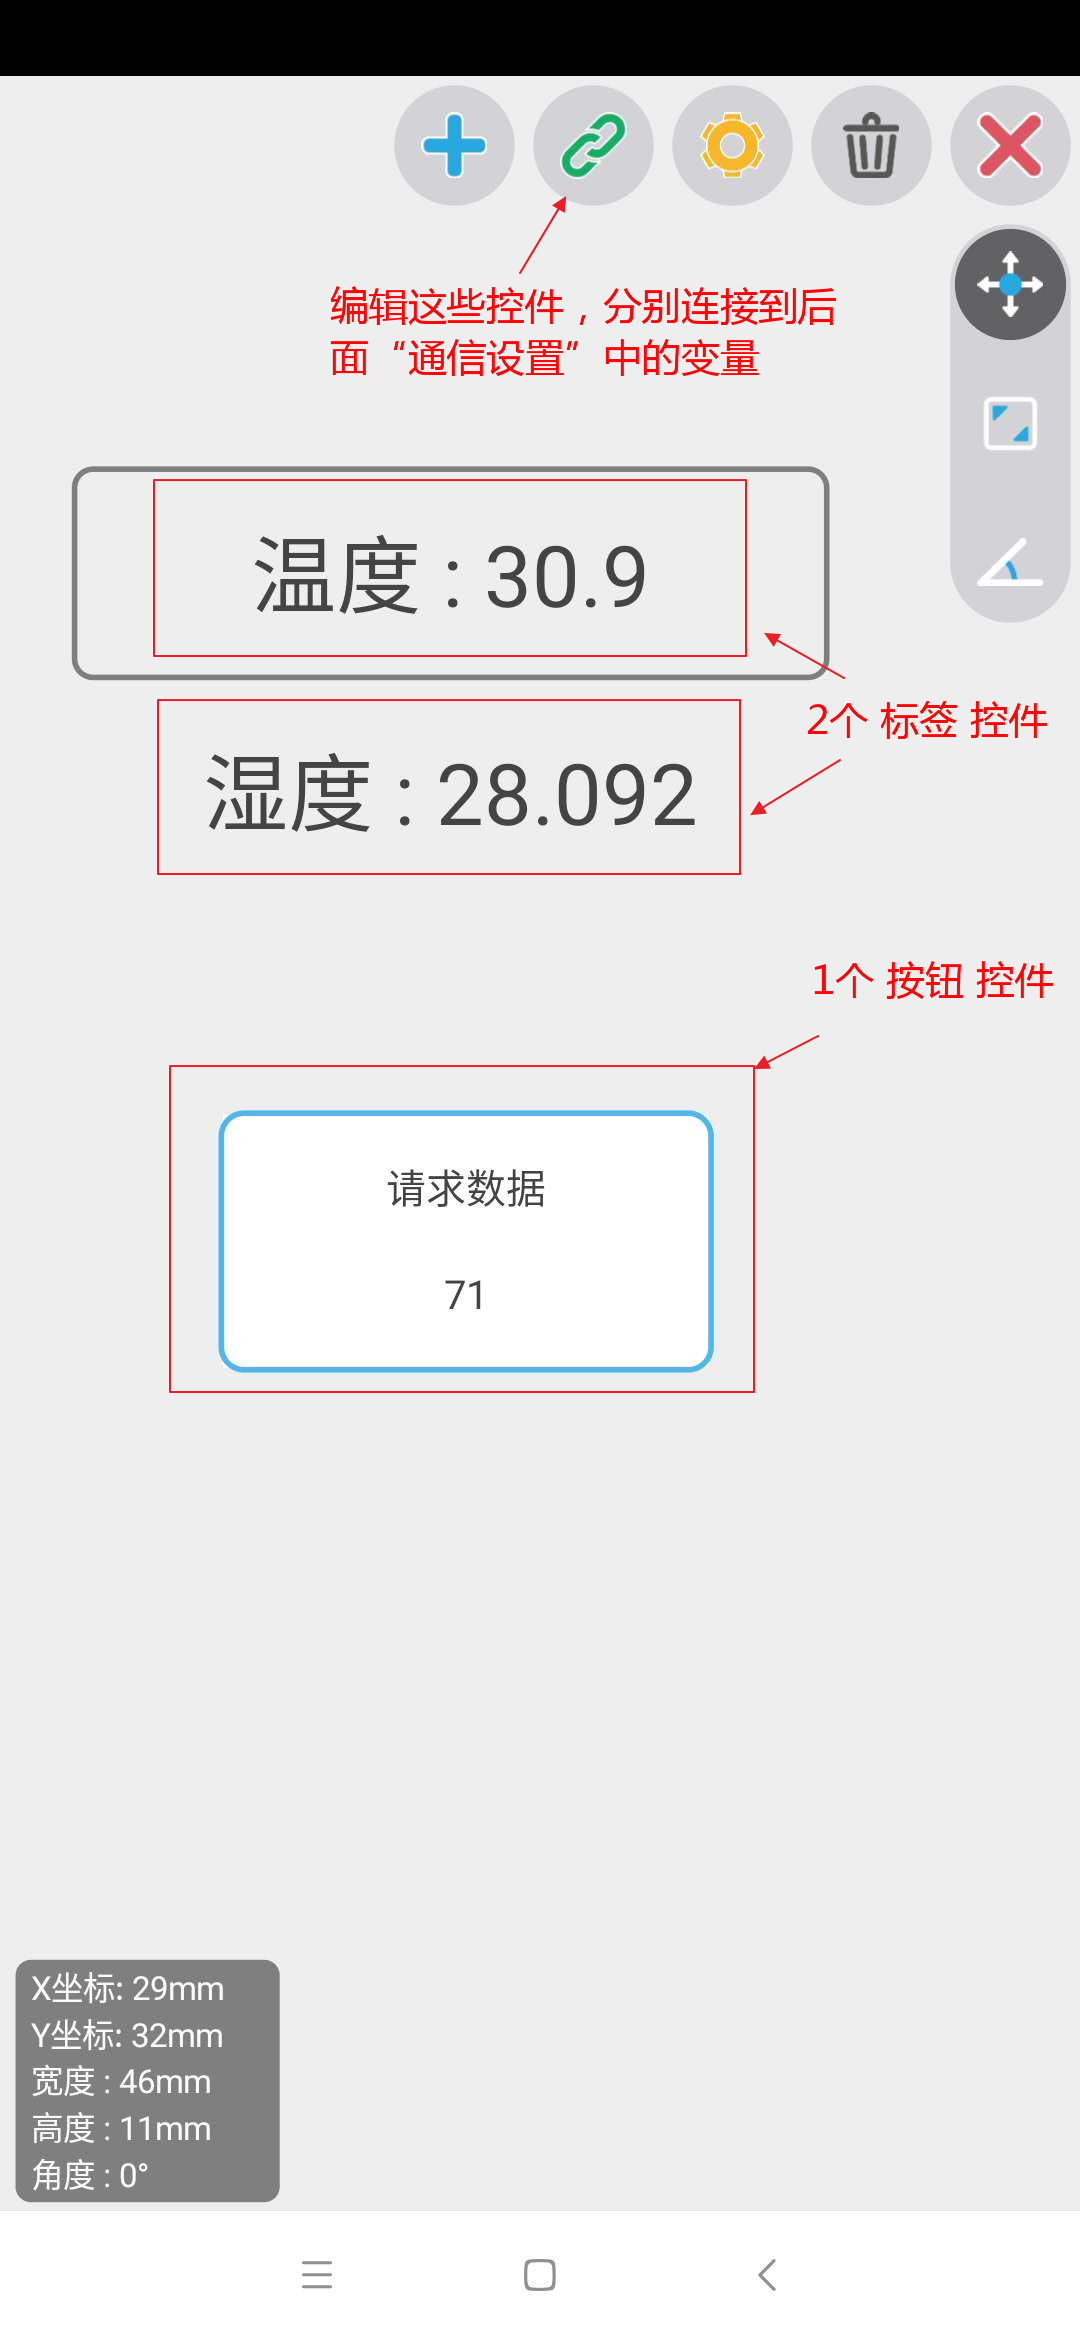 编辑这些控件，分别连接到后
面“通信设置”中的变量
温度 : 30.9
2个 标签 控件
湿度 : 28.092
1个 按钮 控件
请求数据
71
X坐标: 29mm
Y坐标: 32mm
宽度 : 46mm
高度 : 11mm
角度 : 0°